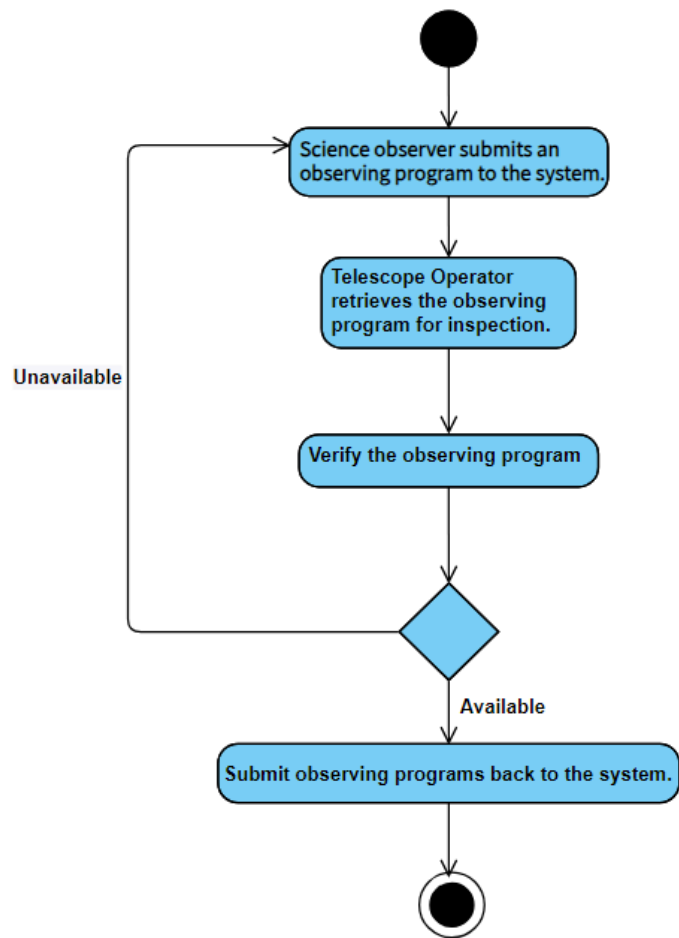 Science observer submits an
observing program to the system.
Telescope Operator
retrieves the observing
program for inspection.
Unavailable
Verify the observing program
Available
Submit observing programs back to the system.